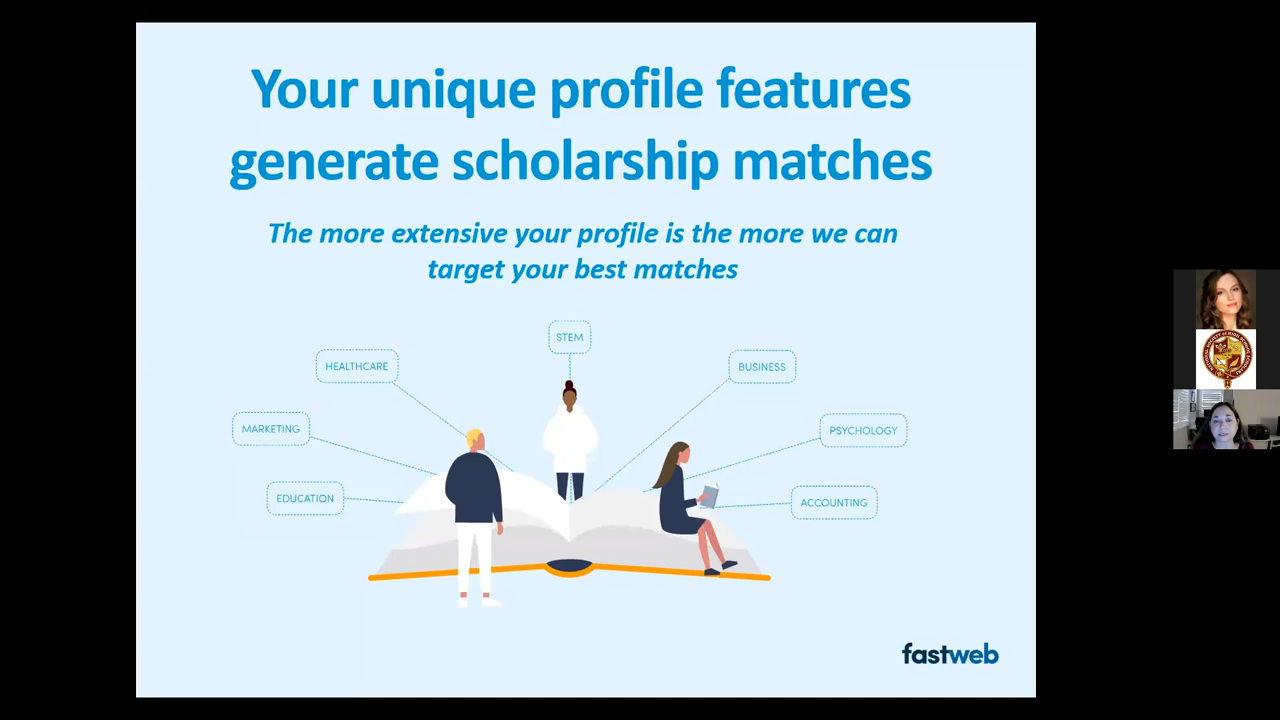 Your unique profile features
generate scholarship matches
The more extensive your profile is the more we can
target your best matches
STEM
HEALTHCARE
BUSINESS
MARKETING
PSYCHOLOGY
EDUCATION
ACCOUNTING
fastweb